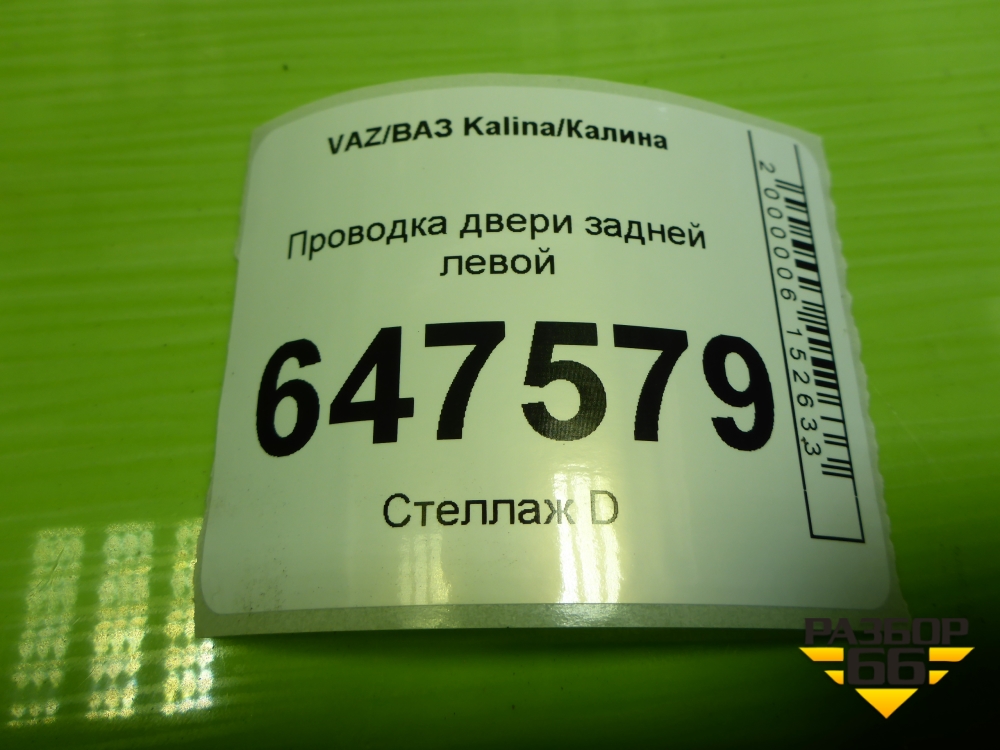 VAZ/ВАЗ Kalina/Калина
Проводка двери задней
левой
647579
Стеллаж D
2000006152633
РАЗБОР
66